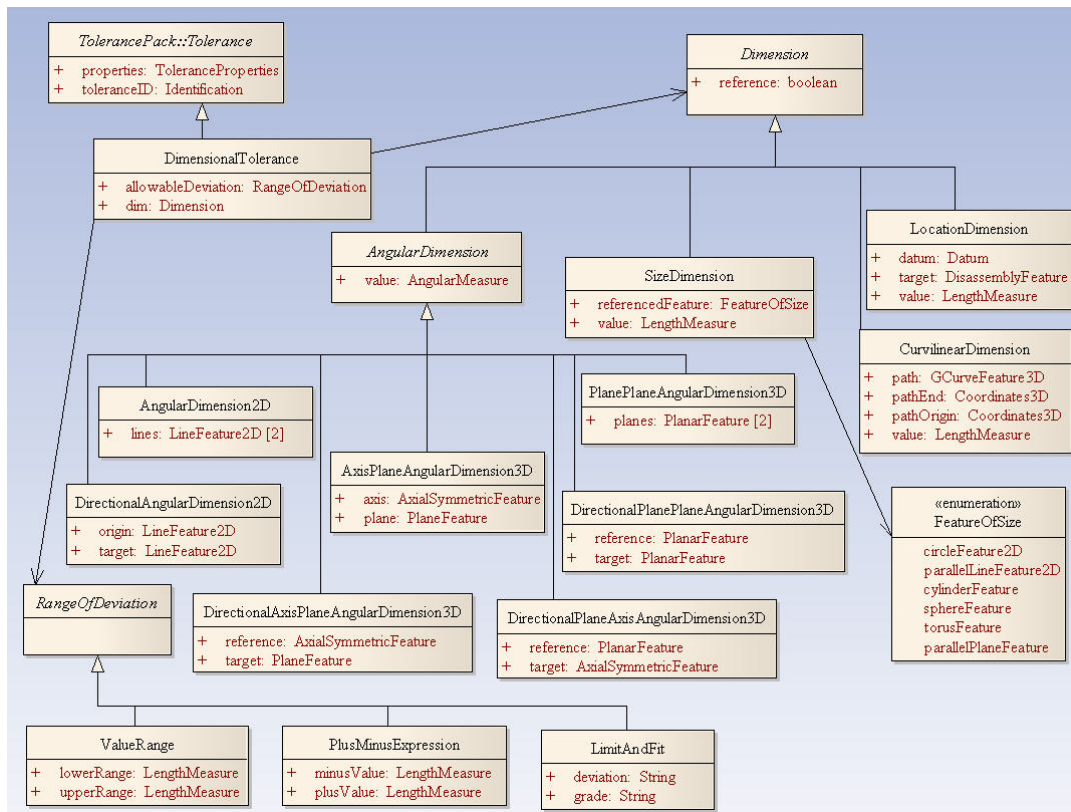 TolerancePack::Tolerance
+ properties: ToleranceProperties
+ toleranceID: Identification
Dimension
+ reference: boolean
DimensionalTolerance
+ allowableDeviation: RangeOfDeviation
+ dim: Dimension
AngularDimension
+ value: AngularMeasure
SizeDimension
+ referencedFeature: FeatureOfSize
+ value: LengthMeasure
LocationDimension
+ datum: Datum
+ target: DisassemblyFeature
+ value: LengthMeasure
CurvilinearDimension
+ path: GCurveFeature3D
+ pathEnd: Coordinates3D
+ pathOrigin: Coordinates3D
+ value: LengthMeasure
AngularDimension2D
+ lines: LineFeature2D [2]
PlanePlaneAngularDimension3D
+ planes: PlanarFeature [2]
AxisPlaneAngularDimension3D
+ axis: AxialSymmetricFeature
+ plane: PlaneFeature
DirectionalAngularDimension2D
+ origin: LineFeature2D
+ target: LineFeature2D
DirectionalPlanePlaneAngularDimension3D
+ reference: PlanarFeature
+ target: PlanarFeature
«enumeration»
FeatureOfSize
circleFeature2D
parallelLineFeature2D
cylinderFeature
sphereFeature
torusFeature
parallelPlaneFeature
RangeOfDeviation
DirectionalAxisPlaneAngularDimension3D
+ reference: AxialSymmetricFeature
+ target: PlaneFeature
DirectionalPlaneAxisAngularDimension3D
+ reference: PlanarFeature
+ target: AxialSymmetricFeature
ValueRange
+ lowerRange: LengthMeasure
+ upperRange: LengthMeasure
PlusMinusExpression
+ minusValue: LengthMeasure
+ plusValue: LengthMeasure
LimitAndFit
+ deviation: String
+ grade: String